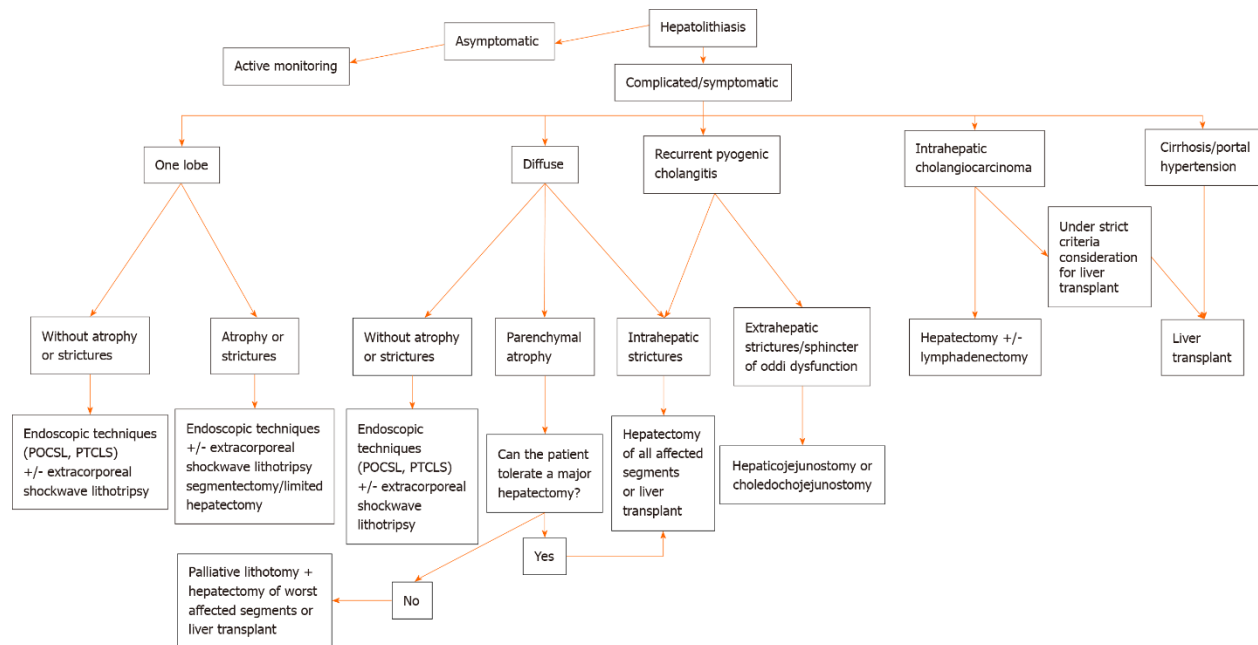 Hepatolithiasis
Asymptomatic
Active monitoring
Complicated/symptomatic
One lobe
Diffuse
Recurrent pyogenic
cholangitis
Intrahepatic
cholangiocarcinoma
Cirrhosis/portal
hypertension
Under strict
criteria
consideration
for liver
transplant
Without atrophy
or strictures
Atrophy or
strictures
Without atrophy
or strictures
Parenchymal
atrophy
Intrahepatic
strictures
Extrahepatic
strictures/sphincter
of oddi dysfunction
Hepatectomy +/-
lymphadenectomy
Liver
transplant
Endoscopic techniques
(POCSL, PTCLS)
+/- extracorporeal
shockwave lithotripsy
Endoscopic techniques
+/- extracorporeal
shockwave lithotripsy
segmentectomy/limited
hepatectomy
Endoscopic
techniques
(POCSL, PTCLS)
+/- extracorporeal
shockwave
lithotripsy
Can the patient
tolerate a major
hepatectomy?
Hepatectomy
of all affected
segments
or liver
transplant
Hepaticojejunostomy or
choledochojejunostomy
Yes
No
Palliative lithotomy +
hepatectomy of worst
affected segments or
liver transplant